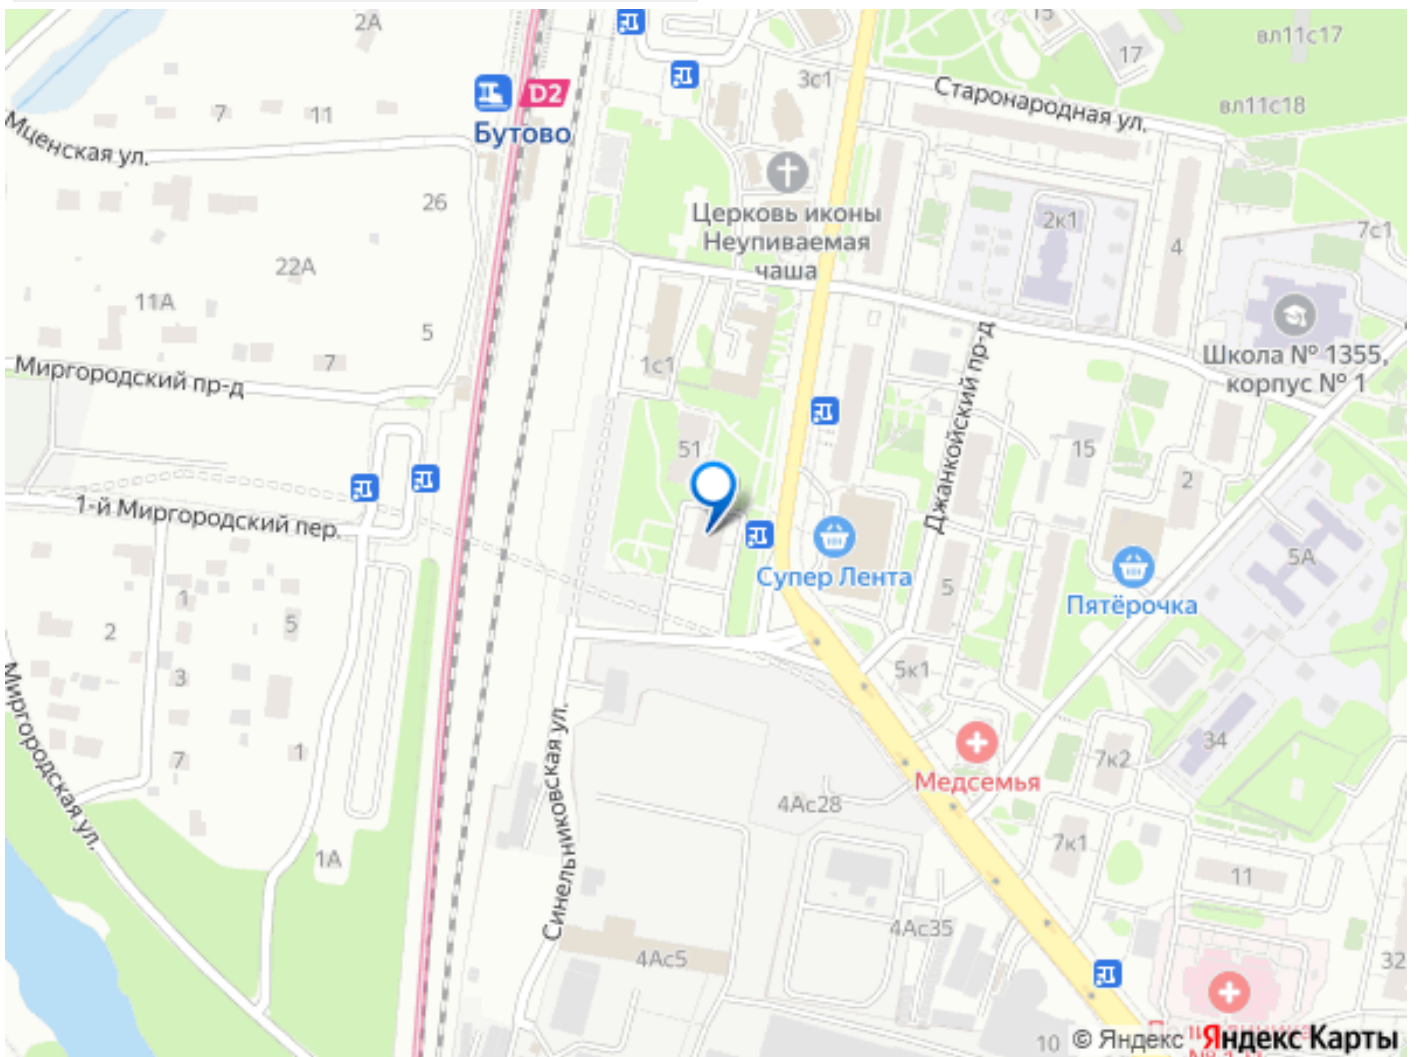 2А
15
17
вл11с17
3с1
D2
Бутово
7
11
Старонародная ул.
вл11с18
Мценская ул.
26
Церковь иконы
Неупиваемая
чаша
2к1
4
7с1
22А
11А
5
7
Миргородский пр-д
1с1
Школа № 1355,
корпус № 1
Джанкойский пр-д
51
15
2
1-й Миргородский пер.
Супер Лента
5
Пятёрочка
5А
1
2
5
3
5к1
Миргородская ул.
7
1
Синельниковская ул.
Медсемья
7к2
34
4Ас28
7к1
1А
11
4Ас35
4Ас5
32
10
© Яндекс
Яндекс Карты